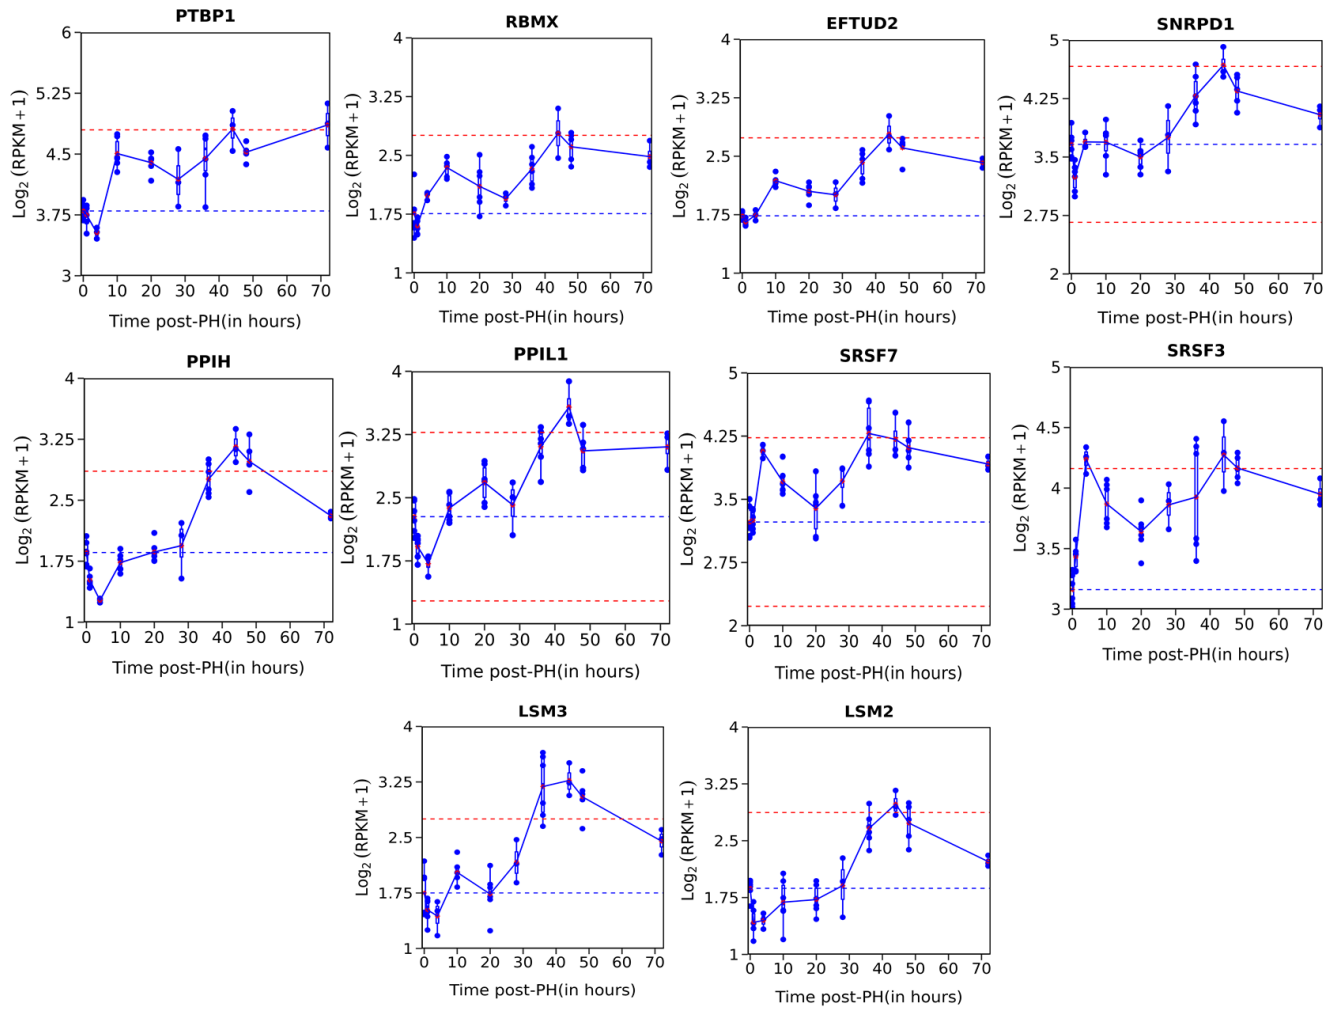 PTBP1
Log2 (RPKM+1)
6
5.25
4.5
3.75
3
0 10 20 30 40 50 60 70
Time post-PH(in hours)
RBMX
Log2 (RPKM+1)
4
3.25
2.5
1.75
1
0 10 20 30 40 50 60 70
Time post-PH(in hours)
EFTUD2
Log2 (RPKM+1)
4
3.25
2.5
1.75
1
0 10 20 30 40 50 60 70
Time post-PH(in hours)
SNRPD1
Log2 (RPKM+1)
5
4.25
3.5
2.75
2
0 10 20 30 40 50 60 70
Time post-PH(in hours)
PPIH
Log2 (RPKM+1)
4
3.25
2.5
1.75
1
0 10 20 30 40 50 60 70
Time post-PH(in hours)
PPIL1
Log2 (RPKM+1)
4
3.25
2.5
1.75
1
0 10 20 30 40 50 60 70
Time post-PH(in hours)
SRSF7
Log2 (RPKM+1)
5
4.25
3.5
2.75
2
0 10 20 30 40 50 60 70
Time post-PH(in hours)
SRSF3
Log2 (RPKM+1)
5
4.5
4
3.5
3
0 10 20 30 40 50 60 70
Time post-PH(in hours)
LSM3
Log2 (RPKM+1)
4
3.25
2.5
1.75
1
0 10 20 30 40 50 60 70
Time post-PH(in hours)
LSM2
Log2 (RPKM+1)
4
3.25
2.5
1.75
1
0 10 20 30 40 50 60 70
Time post-PH(in hours)